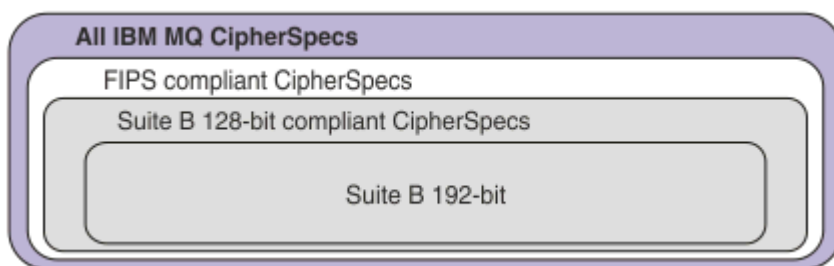 All IBM MQ CipherSpecs
FIPS compliant CipherSpecs
Suite B 128-bit compliant CipherSpecs
Suite B 192-bit